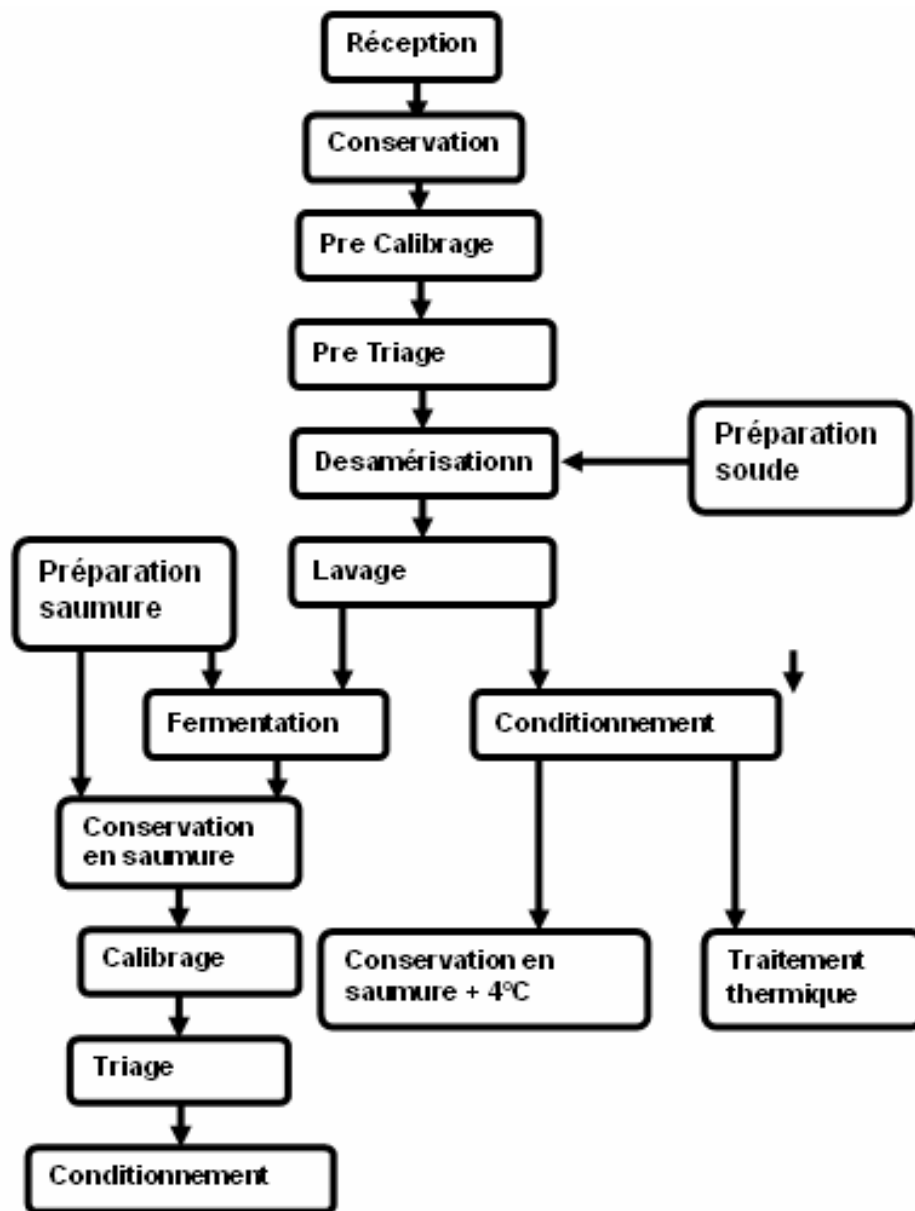 Réception
Conservation
Pre Calibrage
Pre Triage
Desamérisationn
Préparation
soude
Lavage
Préparation
saumure
Fermentation
Conditionnement
Conservation
en saumure
Calibrage
Conservation en
saumure + 4°C
Traitement
thermique
Triage
Conditionnement